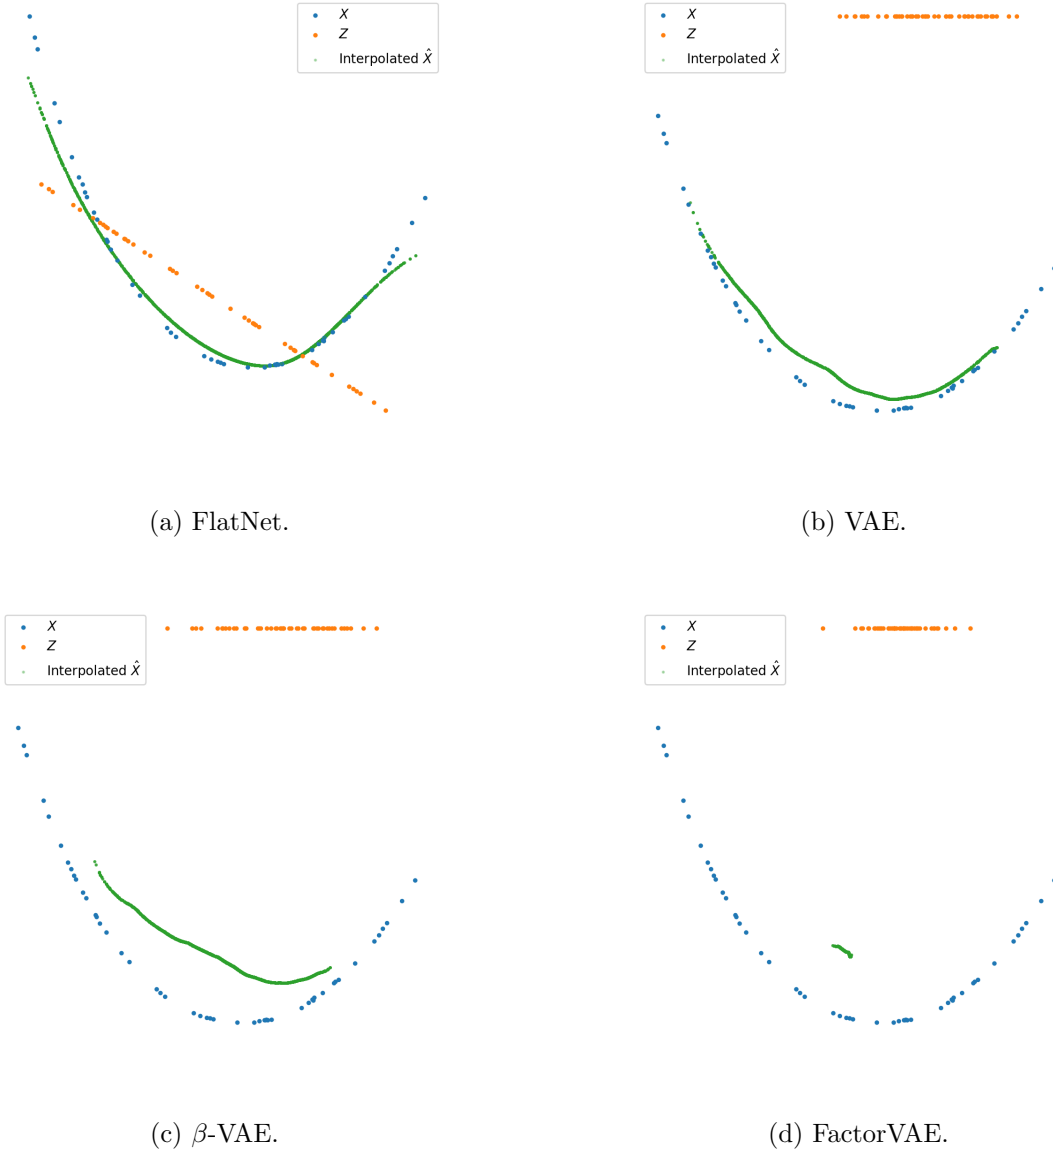 X
Z
Interpolated X̂
X
Z
Interpolated X̂
(a) FlatNet.
(b) VAE.
X
Z
Interpolated X̂
X
Z
Interpolated X̂
(c) β-VAE.
(d) FactorVAE.